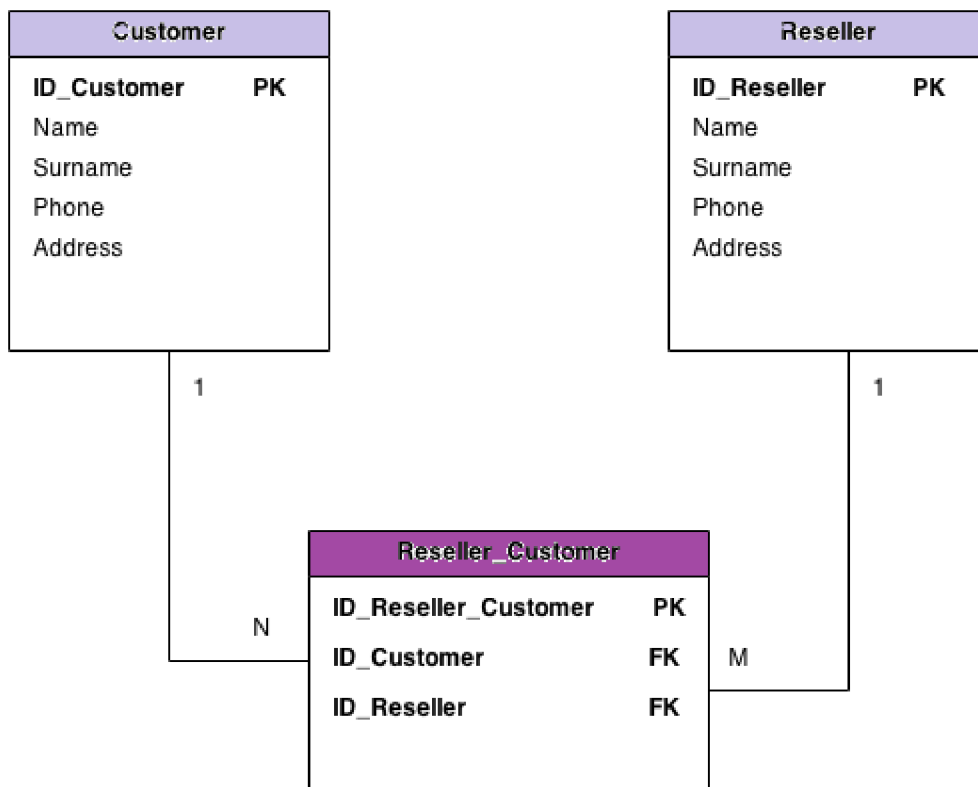 Customer
ID_Customer PK
Name
Surname
Phone
Address
Reseller
ID_Reseller PK
Name
Surname
Phone
Address
1
1
N
M
Reseller_Customer
ID_Reseller_Customer PK
ID_Customer FK
ID_Reseller FK